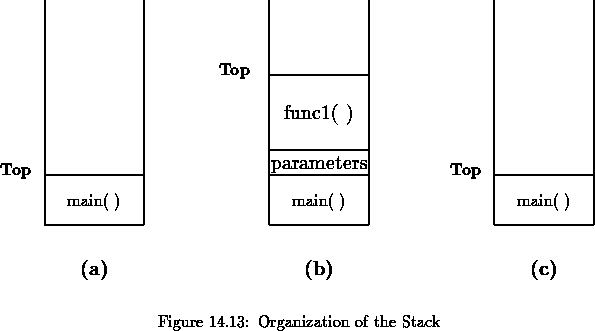 Top
func1( )
parameters
Top
main( )
main( )
Top
main( )
(a)
(b)
(c)
Figure 14.13: Organization of the Stack